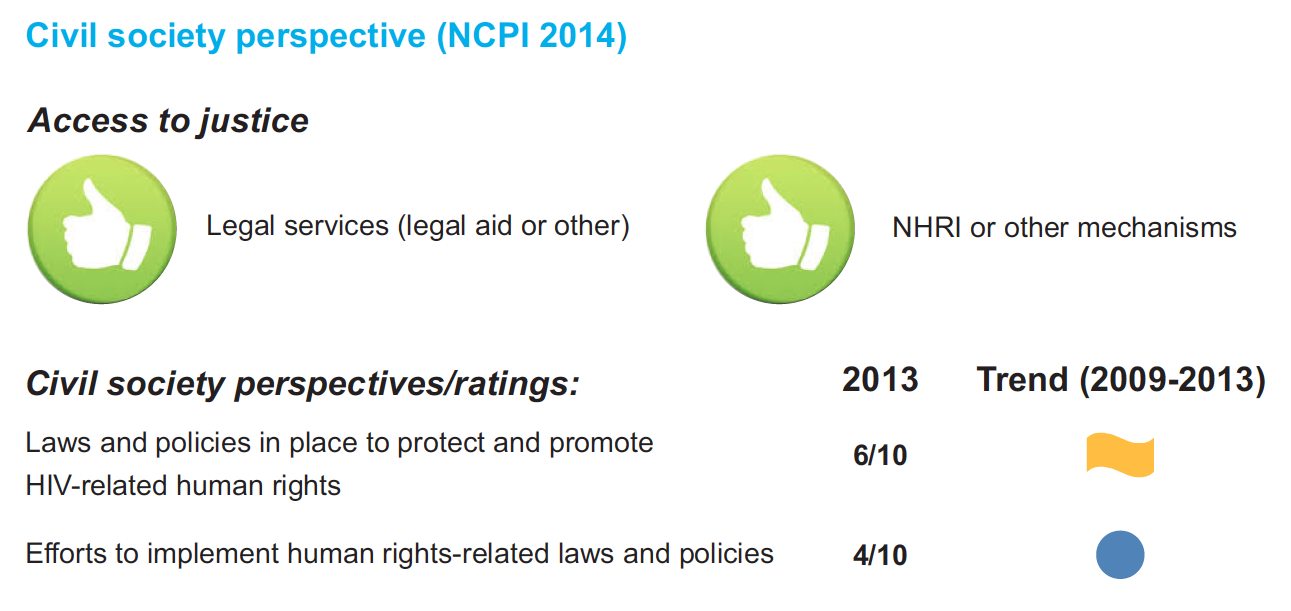 Civil society perspective (NCPI 2014)
Access to justice
Legal services (legal aid or other)
NHRI or other mechanisms
Civil society perspectives/ratings:
2013
Trend (2009-2013)
Laws and policies in place to protect and promote
HIV-related human rights
6/10
Efforts to implement human rights-related laws and policies
4/10